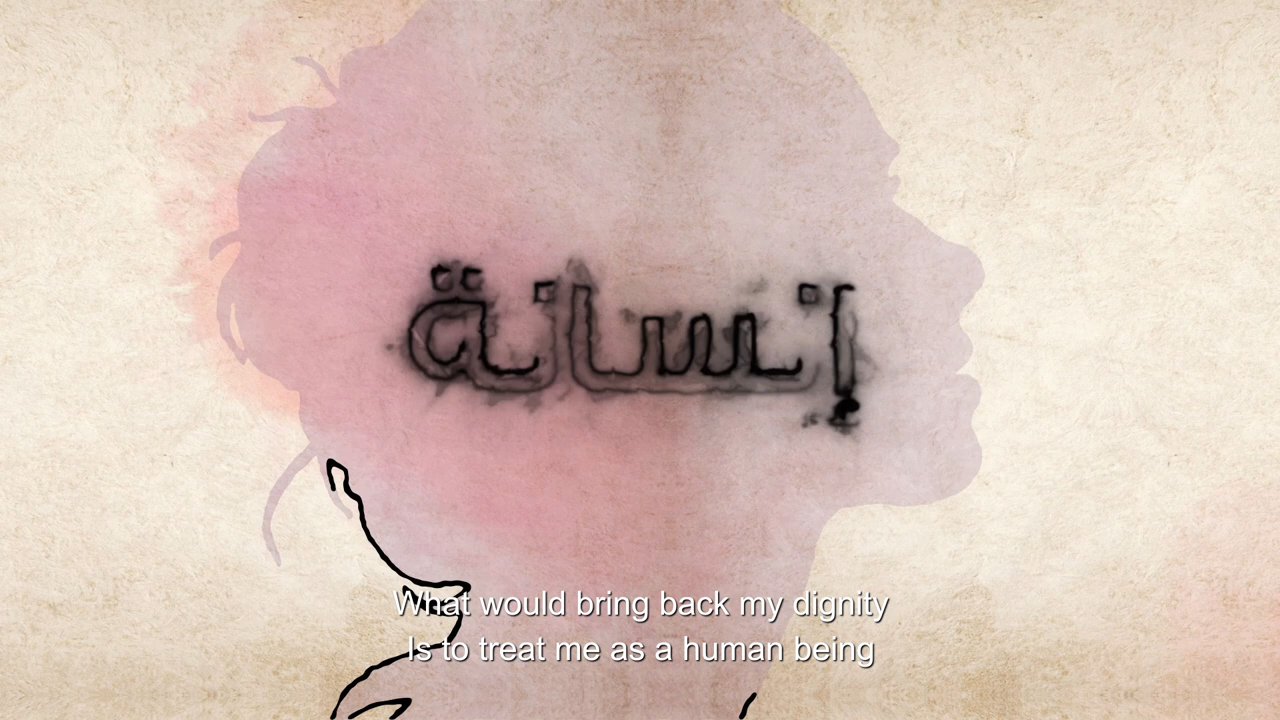 إنسانة
What would bring back my dignity
Is to treat me as a human being